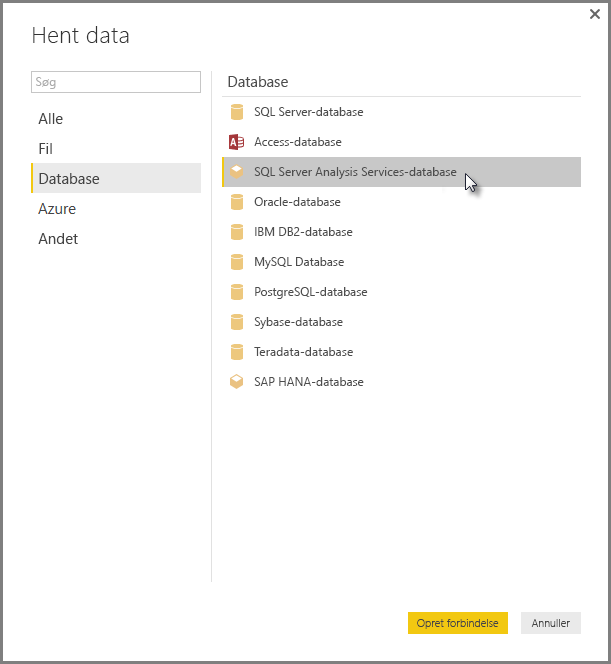 Hent data
Søg
Alle
Fil
Database
Azure
Andet
Database
SQL Server-database
Access-database
SQL Server Analysis Services-database
Oracle-database
IBM DB2-database
MySQL Database
PostgreSQL-database
Sybase-database
Teradata-database
SAP HANA-database
Opret forbindelse
Annuller